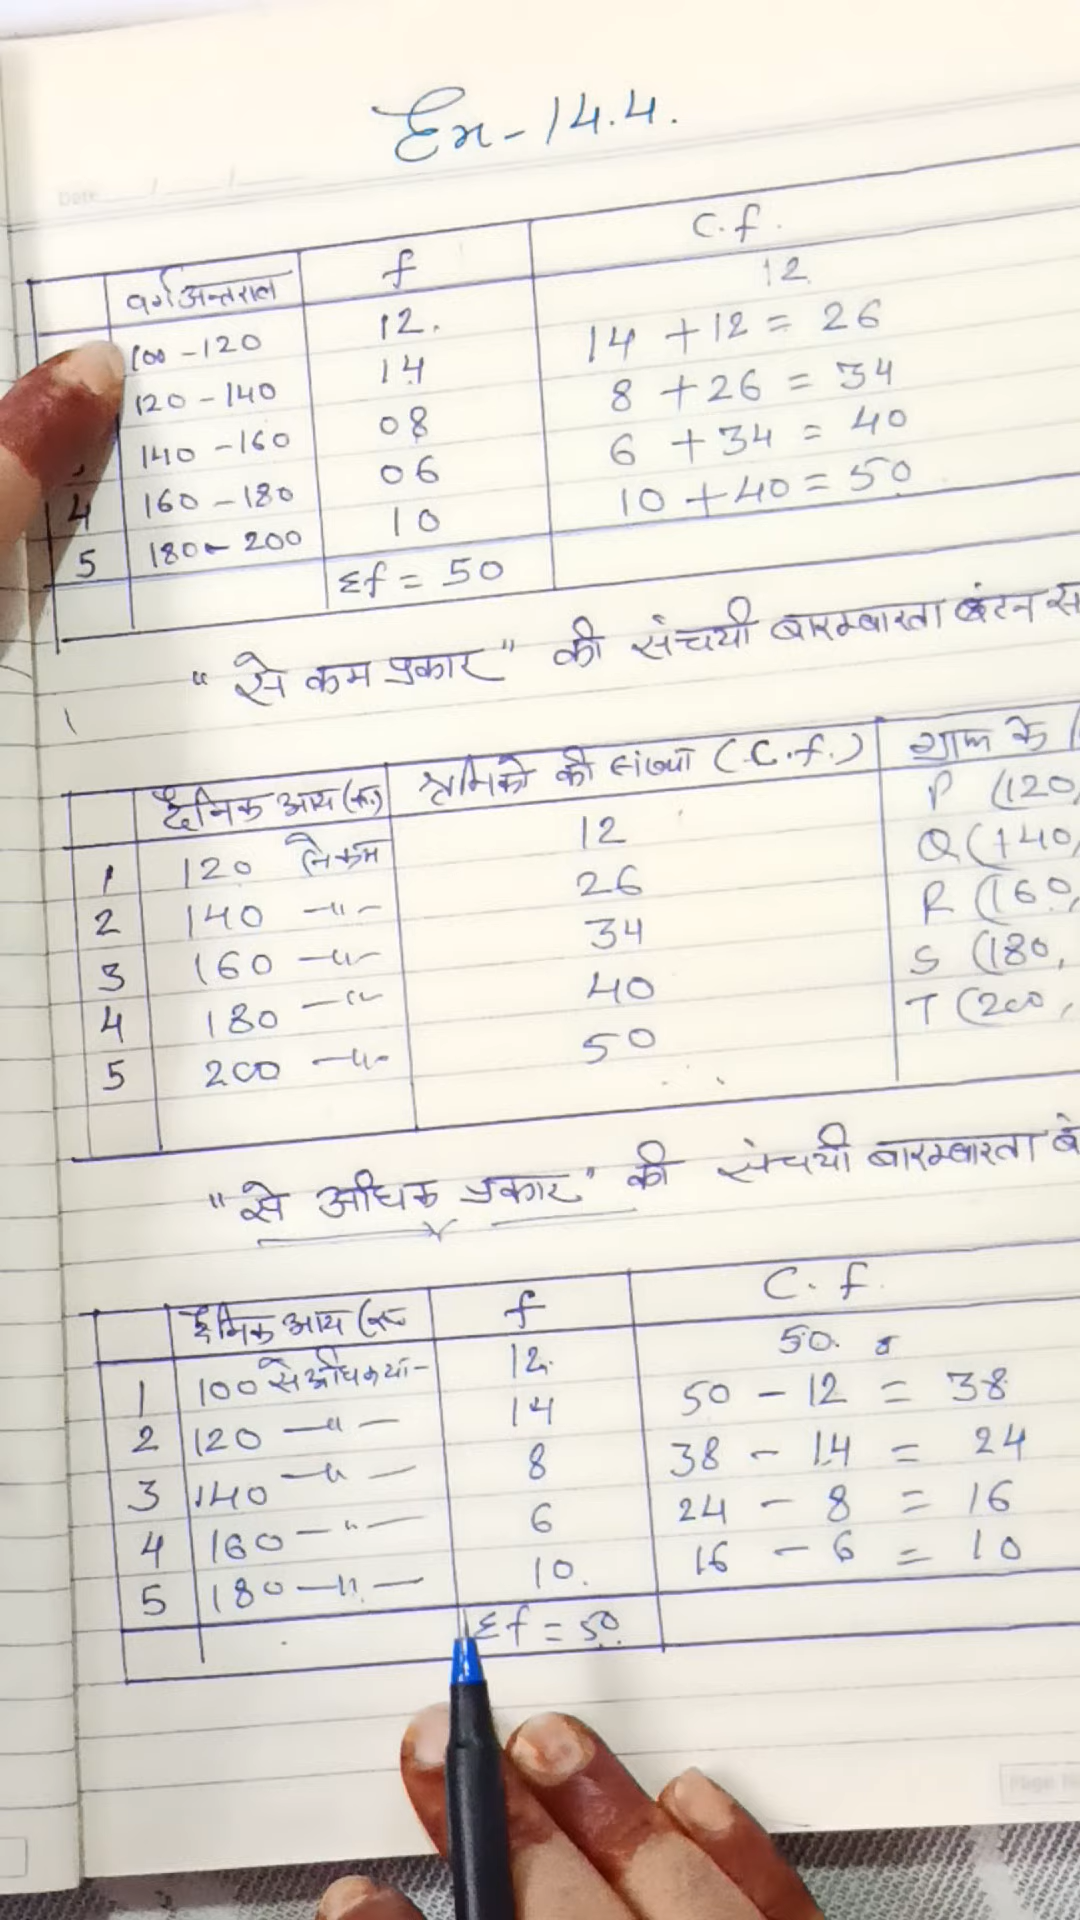 Ex-14.4.
Date
वर्ग अन्तराल f C.f.
100-120 12. 12
120-140 14 14 + 12 = 26
140-160 08 8 + 26 = 34
4 160-180 06 6 + 34 = 40
5 180-200 10 10 + 40 = 50
Σf = 50
"से कम प्रकार" की संचयी बारम्बारता बंटन
दैनिक आय (रू) श्रमिको की संख्या (C.f.) ग्राफ के
1 120 से कम 12 P (120,
2 140 -"- 26 Q (140,
3 160 -"- 34 R (160,
4 180 -"- 40 S (180,
5 200 -"- 50 T (200,
"से अधिक प्रकार" की संचयी बारम्बारता
दैनिक आय f C.f.
1 100 से अधिक या - 12. 50.
2 120 -"- 14 50 - 12 = 38
3 140 -"- 8 38 - 14 = 24
4 160 -"- 6 24 - 8 = 16
5 180 -"- 10. 16 - 6 = 10
Σf = 50.